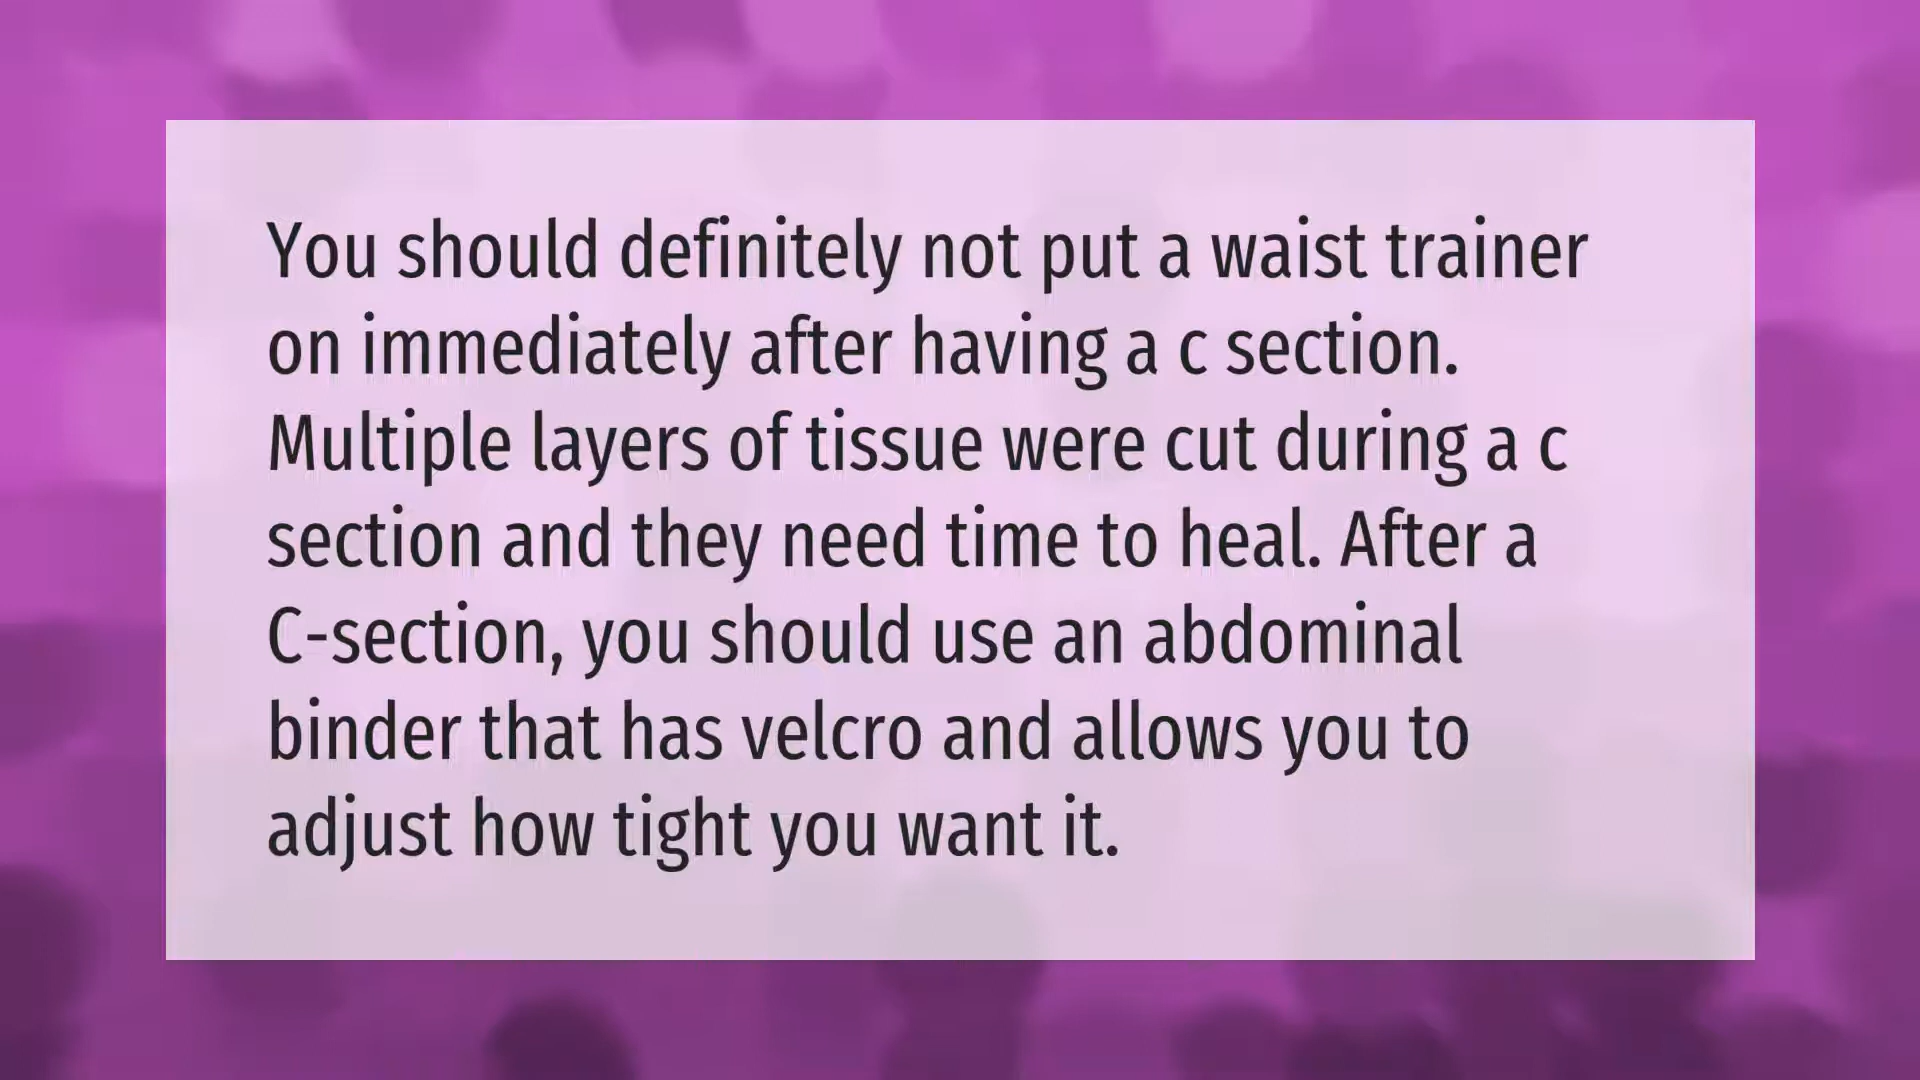 You should definitely not put a waist trainer
on immediately after having a c section.
Multiple layers of tissue were cut during a c
section and they need time to heal. After a
C-section, you should use an abdominal
binder that has velcro and allows you to
adjust how tight you want it.